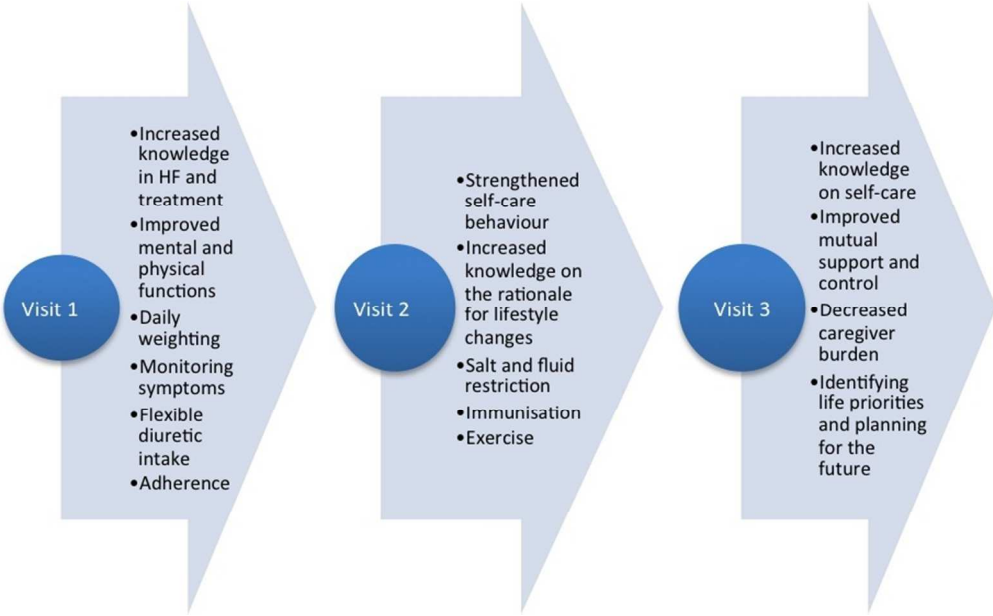 Visit 1
•Increased
knowledge
in HF and
treatment
•Improved
mental and
physical
functions
•Daily
weighting
•Monitoring
symptoms
•Flexible
diuretic
intake
•Adherence
Visit 2
•Strengthened
self-care
behaviour
•Increased
knowledge on
the rationale
for lifestyle
changes
•Salt and fluid
restriction
•Immunisation
•Exercise
Visit 3
•Increased
knowledge
on self-care
•Improved
mutual
support and
control
•Decreased
caregiver
burden
•Identifying
life priorities
and planning
for the
future